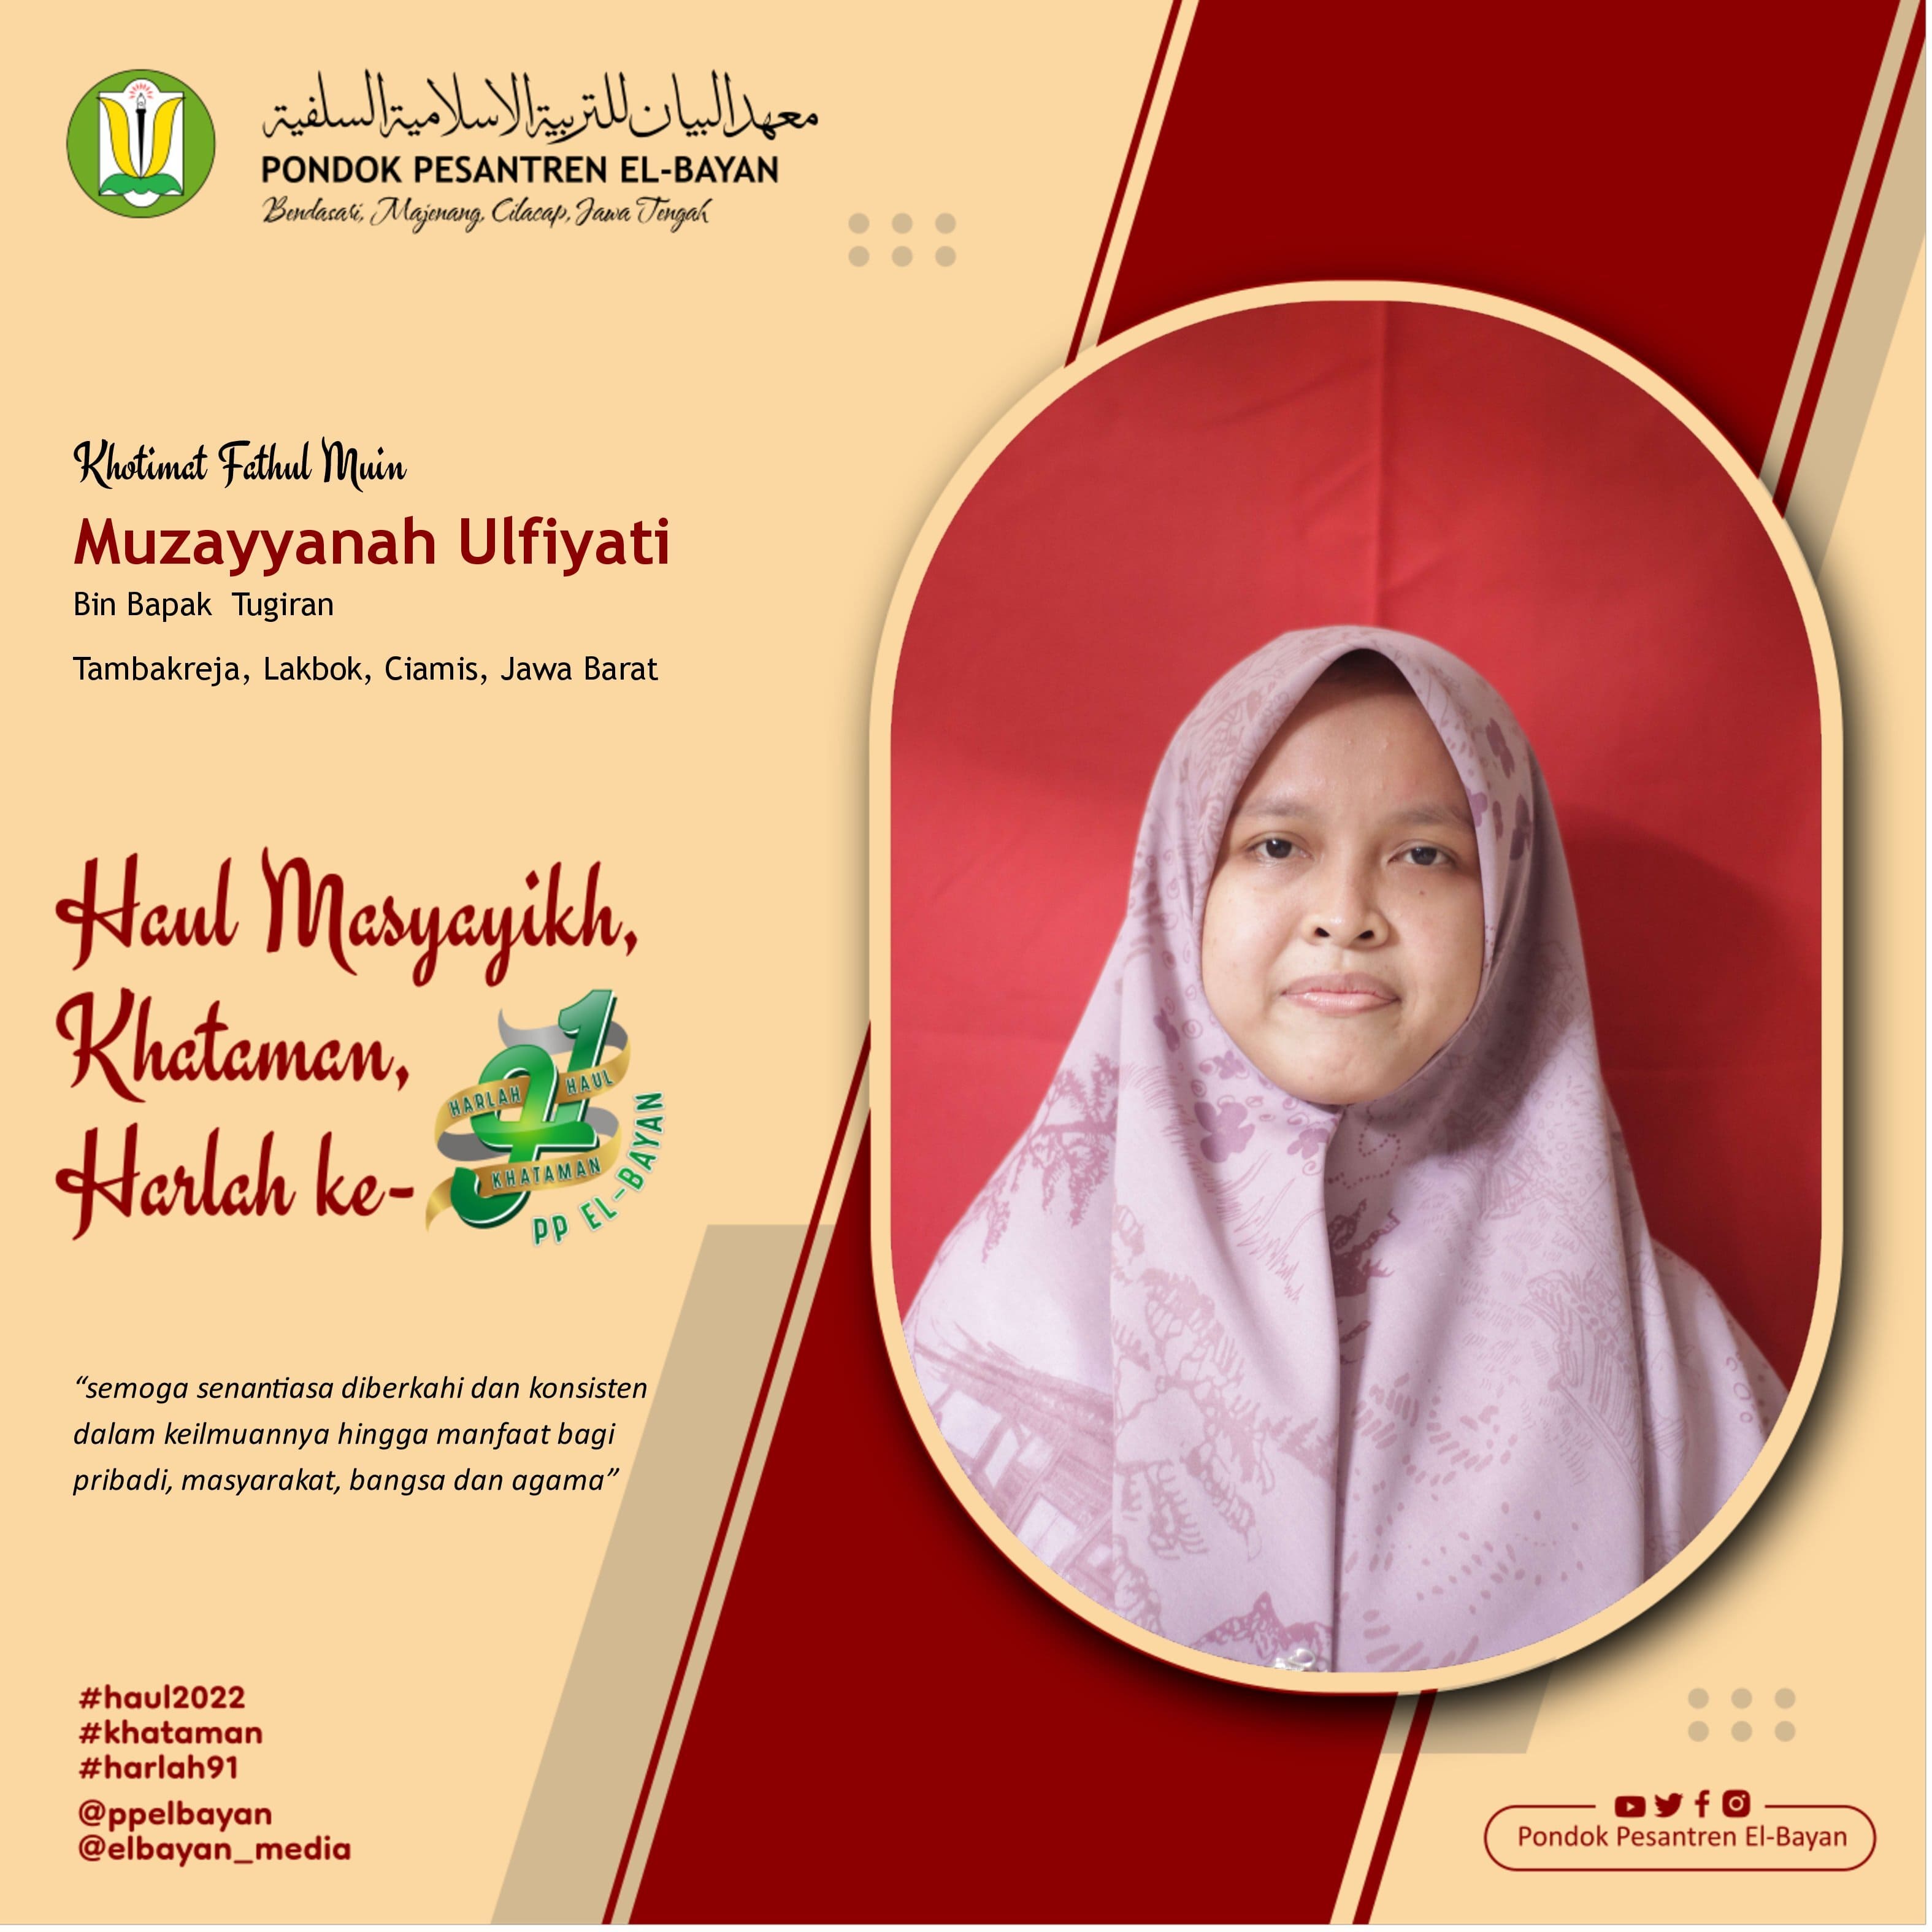 معهد البيان للتربية الاسلامية السلفية
PONDOK PESANTREN EL-BAYAN
Bendasari, Majenang, Cilacap, Jawa Tengah
Khotimat Fathul Muin
Muzayyanah Ulfiyati
Bin Bapak  Tugiran
Tambakreja, Lakbok, Ciamis, Jawa Barat
Haul Masyayikh,
Khataman,
Harlah ke-
91
HARLAH HAUL
KHATAMAN
PP EL-BAYAN
“semoga senantiasa diberkahi dan konsisten
dalam keilmuannya hingga manfaat bagi
pribadi, masyarakat, bangsa dan agama”
#haul2022
#khataman
#harlah91
@ppelbayan
@elbayan_media
Pondok Pesantren El-Bayan